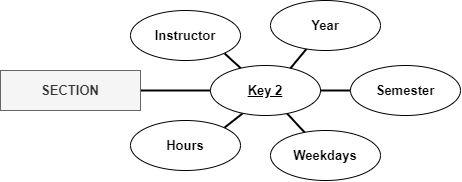 Year
Instructor
SECTION
Key 2
Semester
Hours
Weekdays